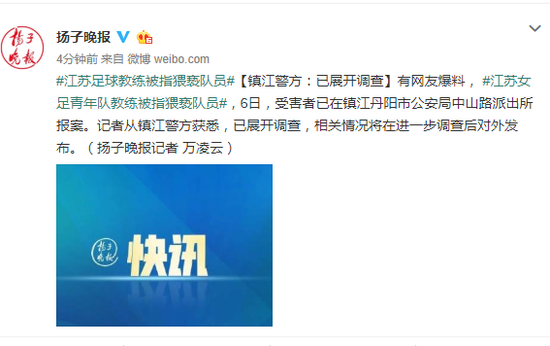 扬子晚报
扬子晚报
4分钟前 来自 微博 weibo.com
#江苏足球教练被指猥亵队员#【镇江警方：已展开调查】有网友爆料，#江苏女
足青年队教练被指猥亵队员#，6日，受害者已在镇江丹阳市公安局中山路派出所
报案。记者从镇江警方获悉，已展开调查，相关情况将在进一步调查后对外发
布。（扬子晚报记者 万凌云）
扬子晚报
快讯